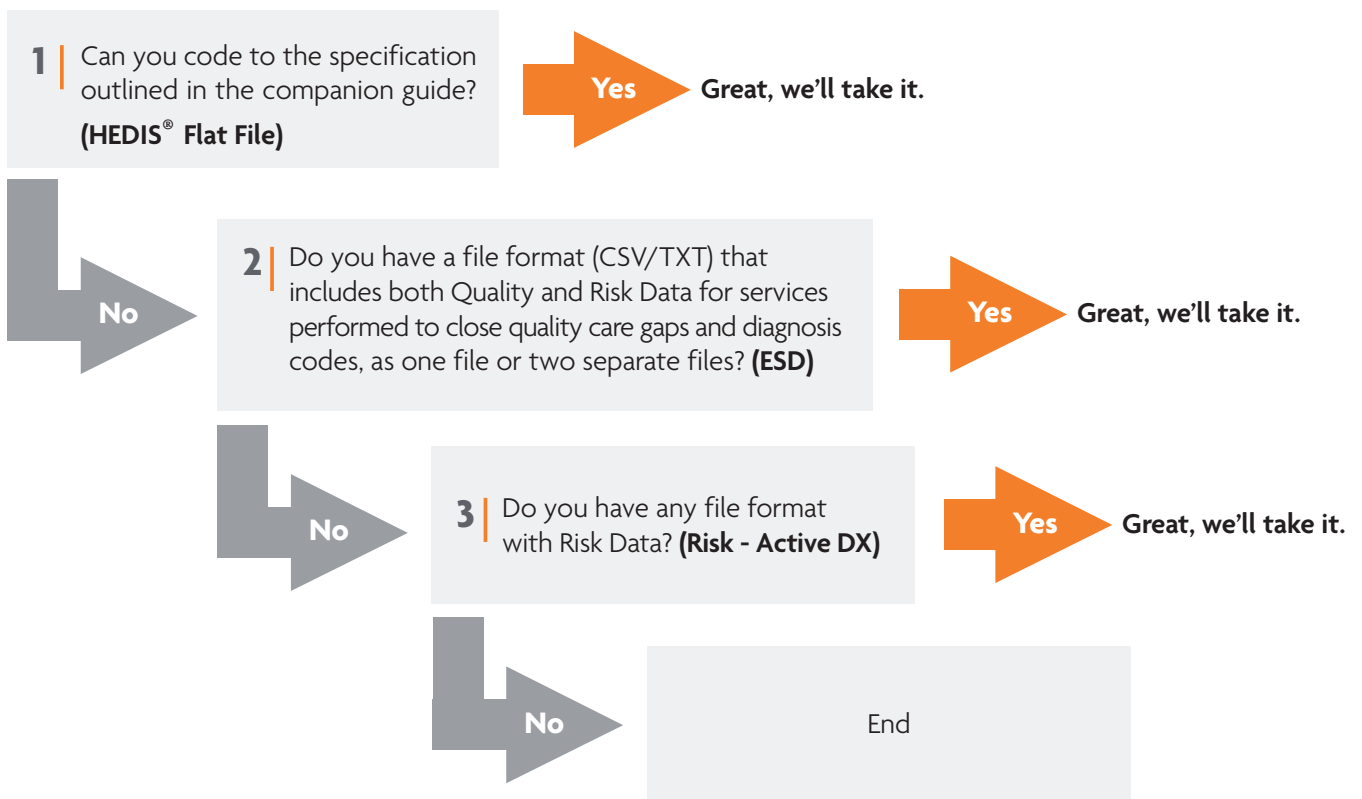 1 Can you code to the specification
outlined in the companion guide?
(HEDIS® Flat File)
Yes
Great, we'll take it.
No
2 Do you have a file format (CSV/TXT) that
includes both Quality and Risk Data for services
performed to close quality care gaps and diagnosis
codes, as one file or two separate files? (ESD)
Yes
Great, we'll take it.
No
3 Do you have any file format
with Risk Data? (Risk - Active DX)
Yes
Great, we'll take it.
No
End